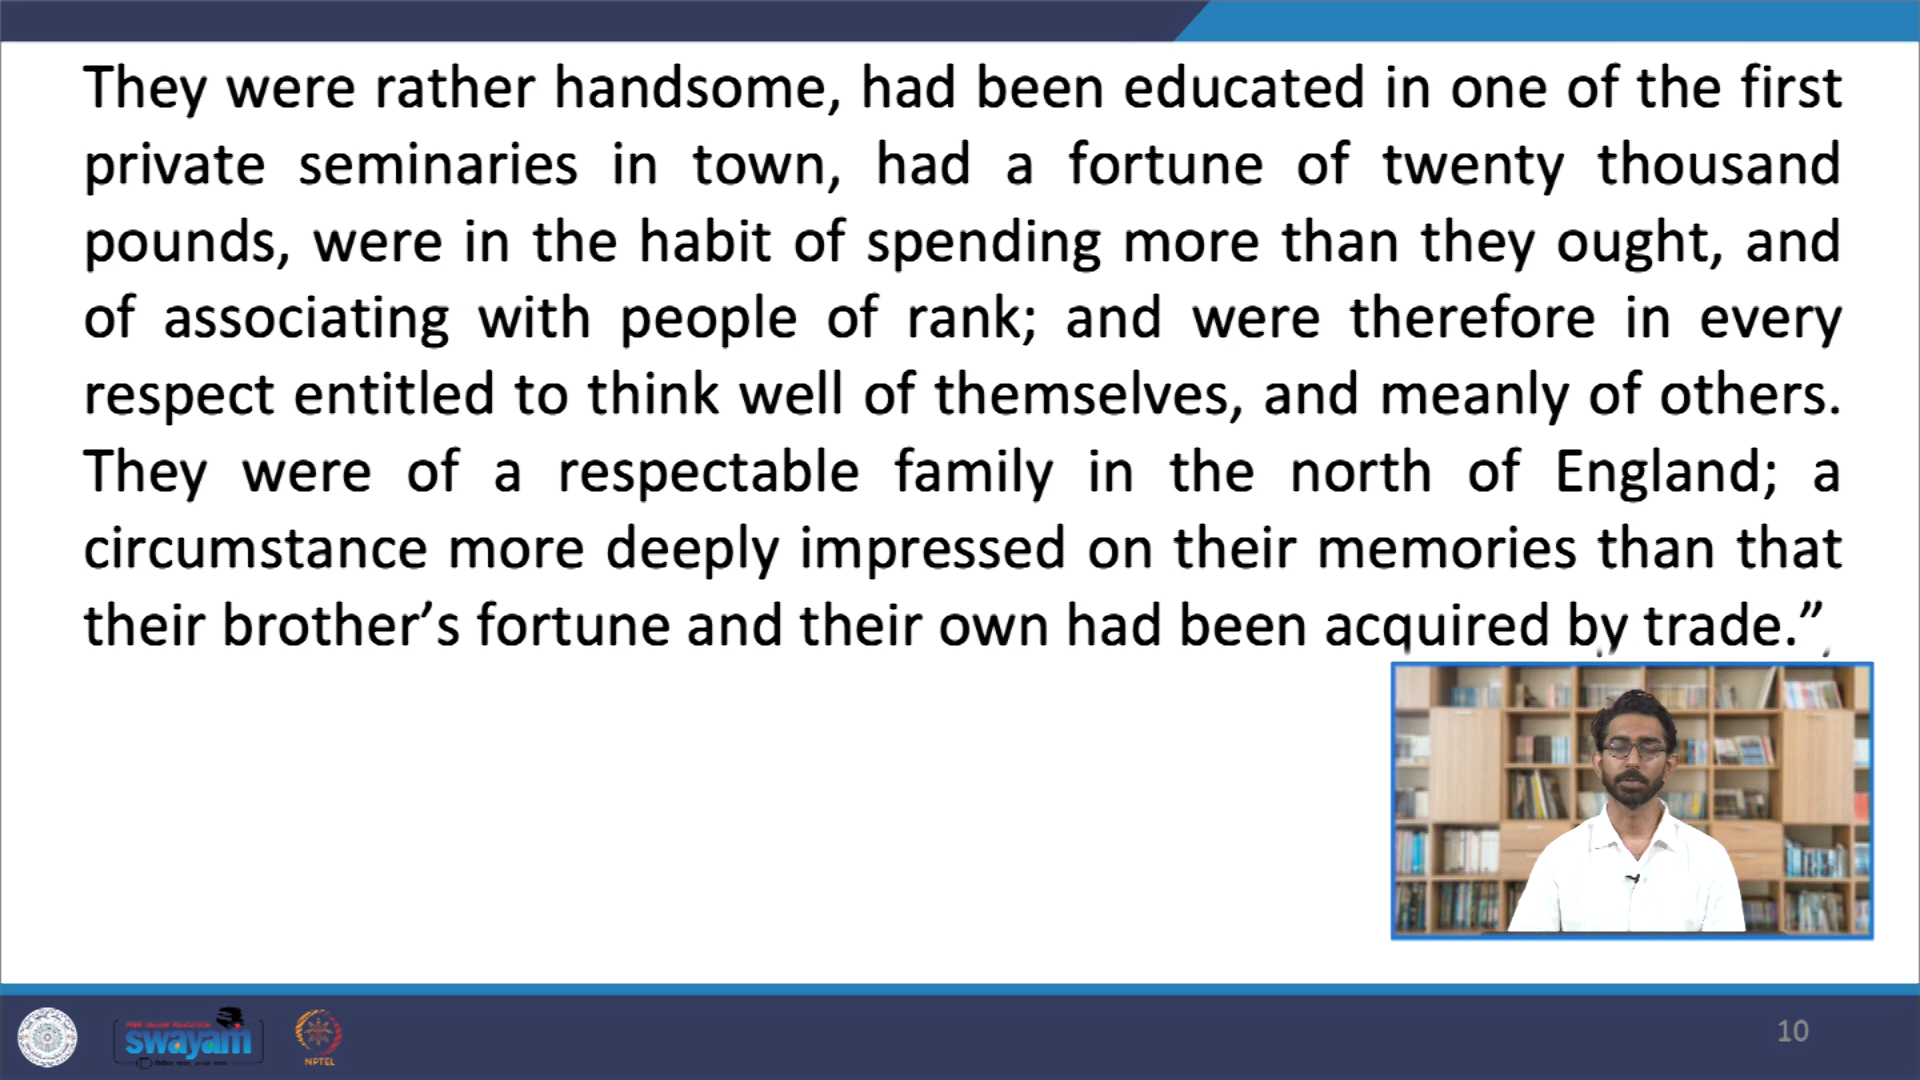 They were rather handsome, had been educated in one of the first
private seminaries in town, had a fortune of twenty thousand
pounds, were in the habit of spending more than they ought, and
of associating with people of rank; and were therefore in every
respect entitled to think well of themselves, and meanly of others.
They were of a respectable family in the north of England; a
circumstance more deeply impressed on their memories than that
their brother’s fortune and their own had been acquired by trade.”
FREE ONLINE EDUCATION
swayam
NPTEL
10